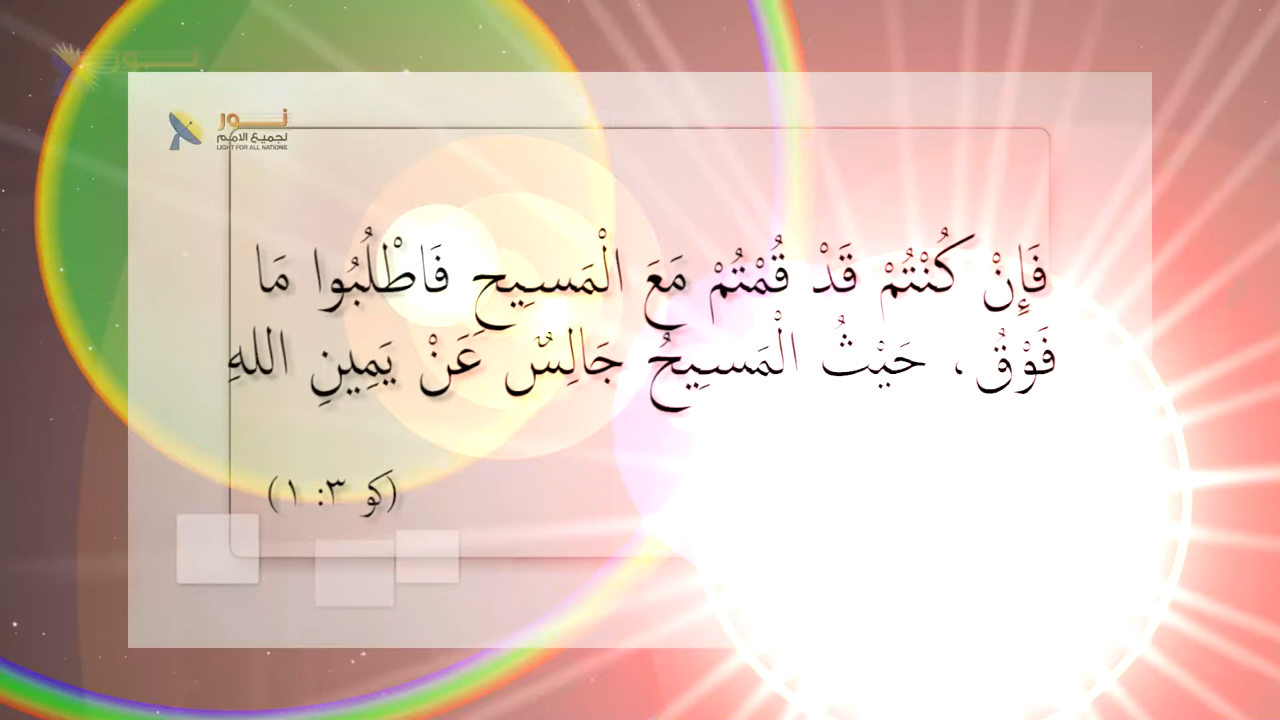 نور
لجميع الامم
LIGHT FOR ALL NATIONS
فَإِنْ كُنْتُمْ قَدْ قُمْتُمْ مَعَ الْمَسِيحِ فَاطْلُبُوا مَا
فَوْقُ، حَيْثُ الْمَسِيحُ جَالِسٌ عَنْ يَمِينِ اللهِ
(كو ٣: ١)